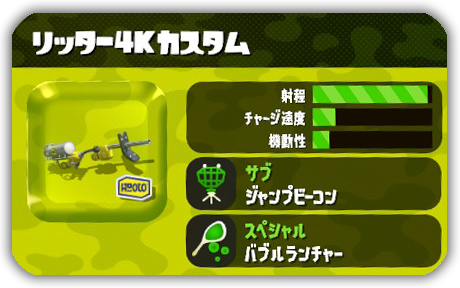 リッター4Kカスタム
射程
チャージ速度
機動性
サブ
ジャンプビーコン
スペシャル
バブルランチャー